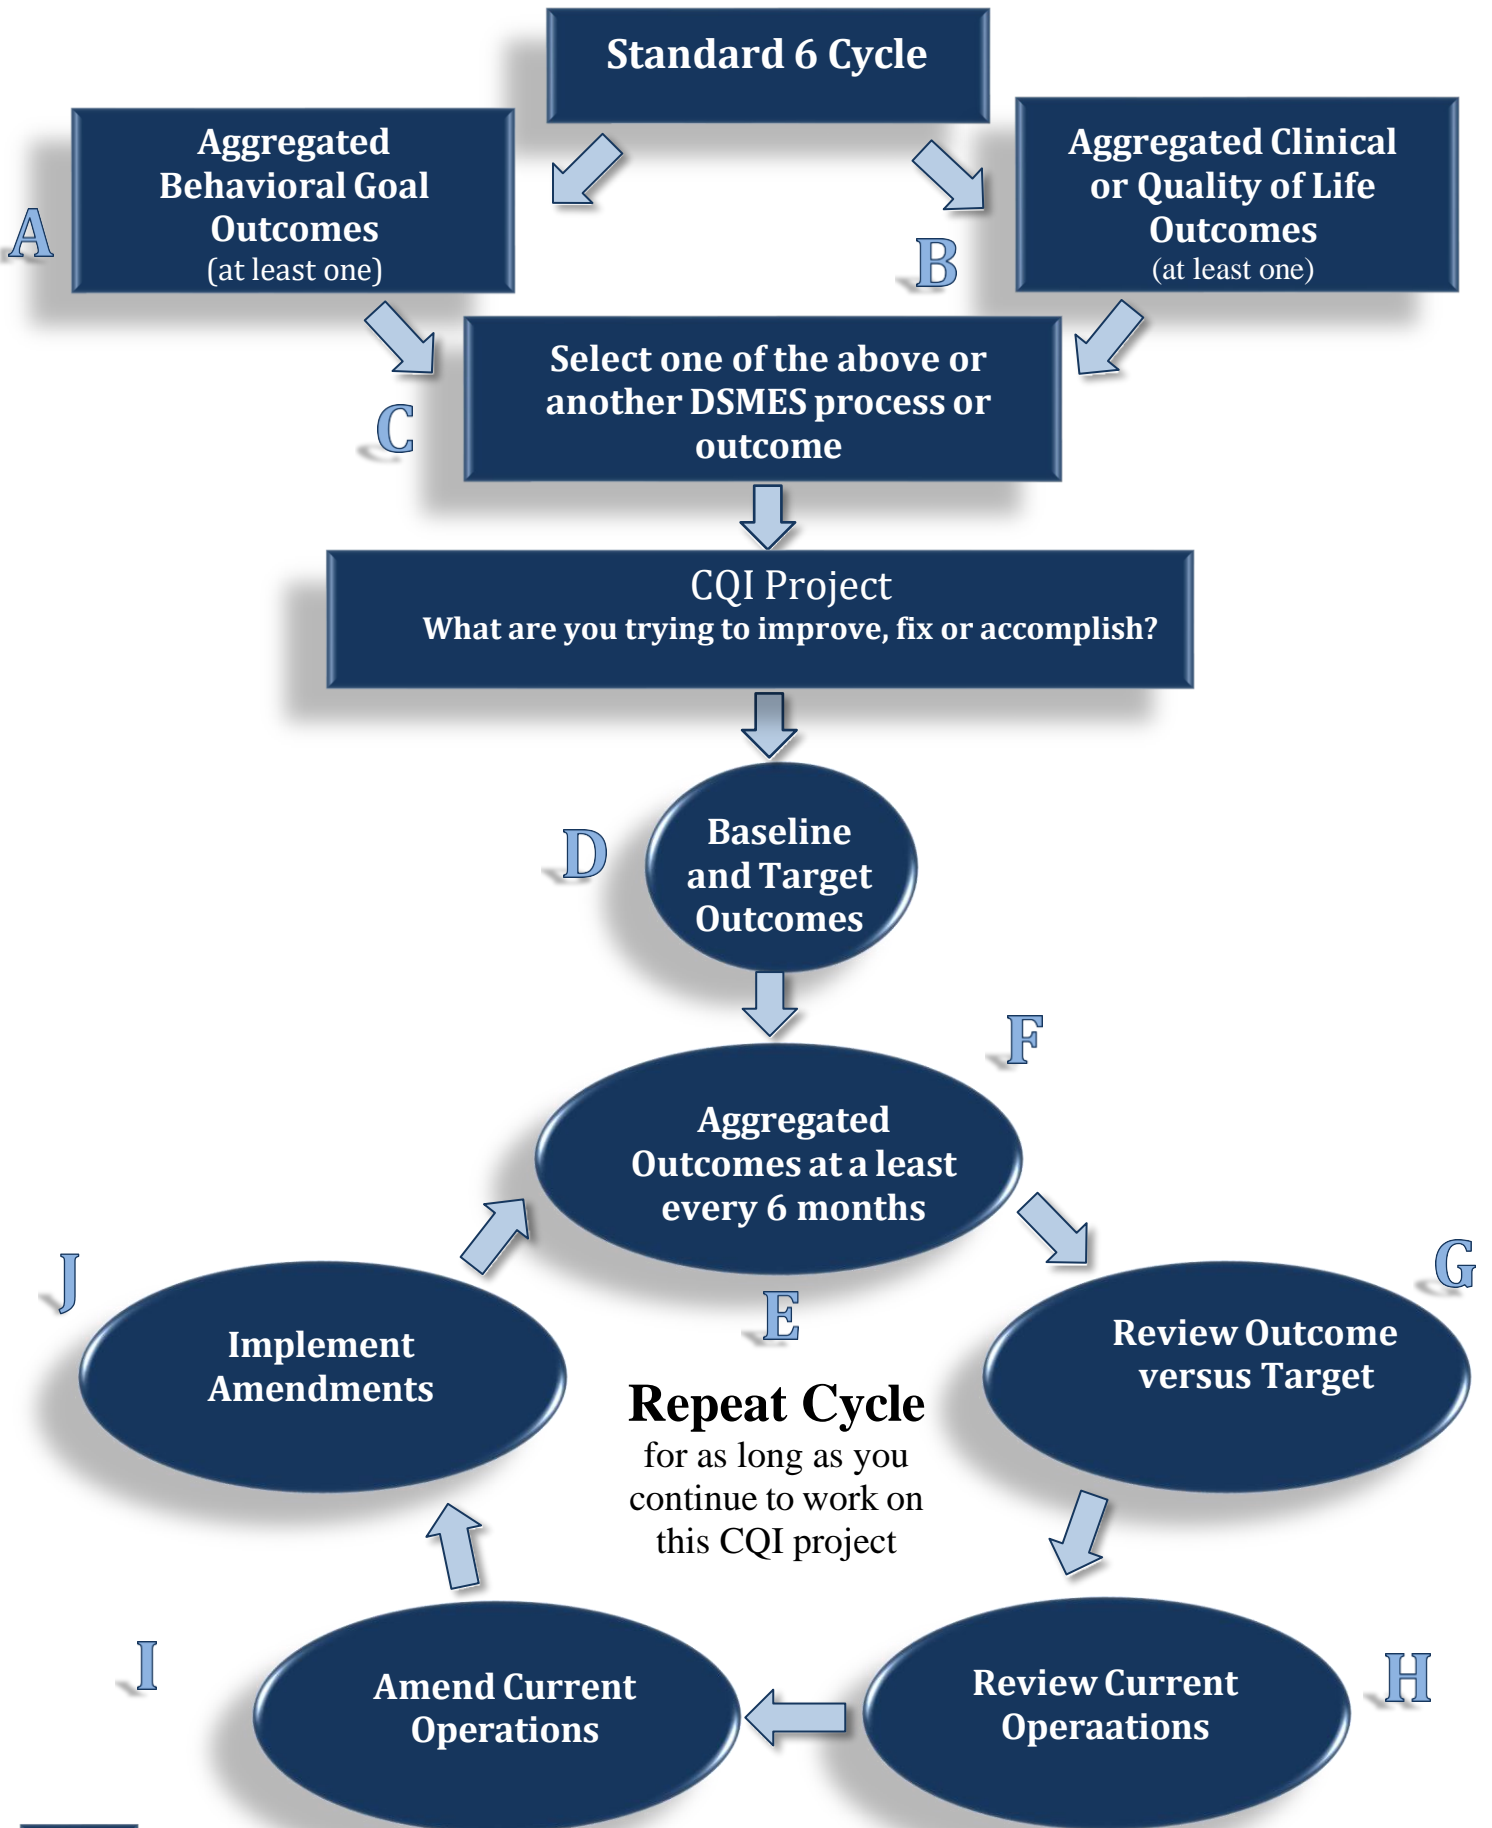 Standard 6 Cycle
A
Aggregated
Behavioral Goal
Outcomes
(at least one)
B
Aggregated Clinical
or Quality of Life
Outcomes
(at least one)
C
Select one of the above or
another DSMES process or
outcome
CQI Project
What are you trying to improve, fix or accomplish?
D
Baseline
and Target
Outcomes
F
Aggregated
Outcomes at a least
every 6 months
E
Repeat Cycle
for as long as you
continue to work on
this CQI project
G
Review Outcome
versus Target
H
Review Current
Operaations
I
Amend Current
Operations
J
Implement
Amendments